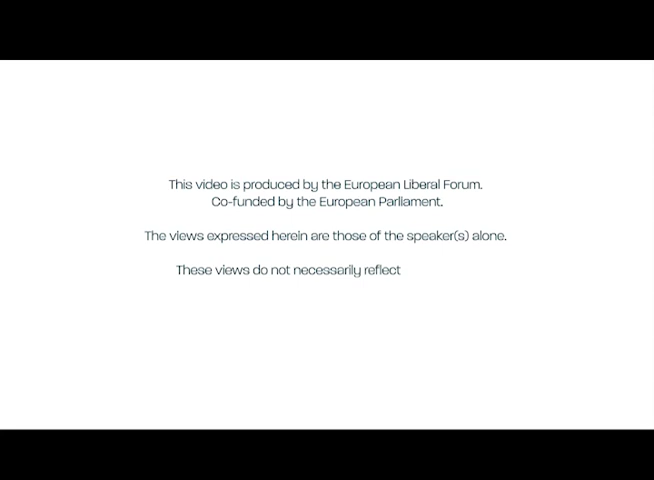 This video is produced by the European Liberal Forum.
Co-funded by the European Parliament.
The views expressed herein are those of the speaker(s) alone.
These views do not necessarily reflect